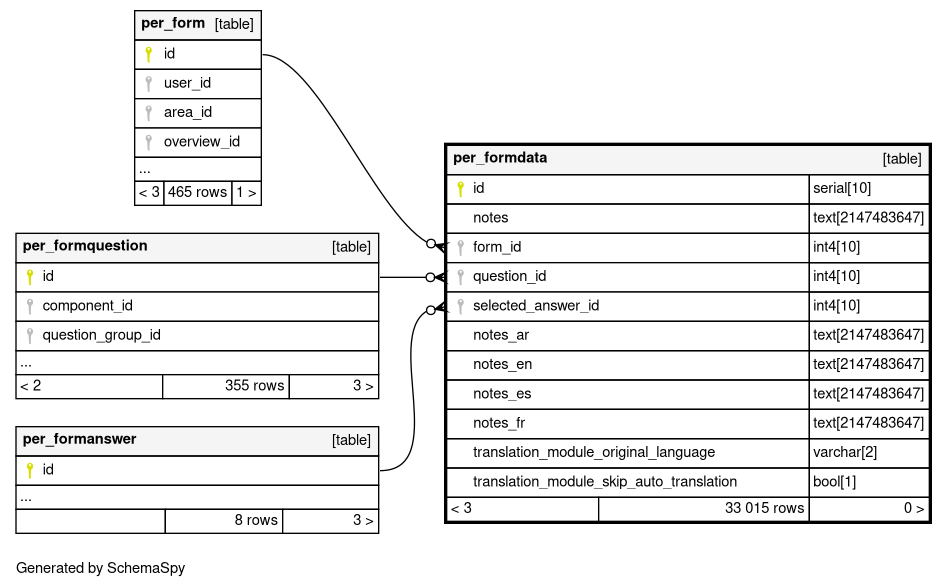 per_form [table]
id
user_id
area_id
overview_id
...
< 3 465 rows 1 >
per_formquestion [table]
id
component_id
question_group_id
...
< 2 355 rows 3 >
per_formanswer [table]
id
...
8 rows 3 >
per_formdata [table]
id serial[10]
notes text[2147483647]
form_id int4[10]
question_id int4[10]
selected_answer_id int4[10]
notes_ar text[2147483647]
notes_en text[2147483647]
notes_es text[2147483647]
notes_fr text[2147483647]
translation_module_original_language varchar[2]
translation_module_skip_auto_translation bool[1]
< 3 33 015 rows 0 >
Generated by SchemaSpy